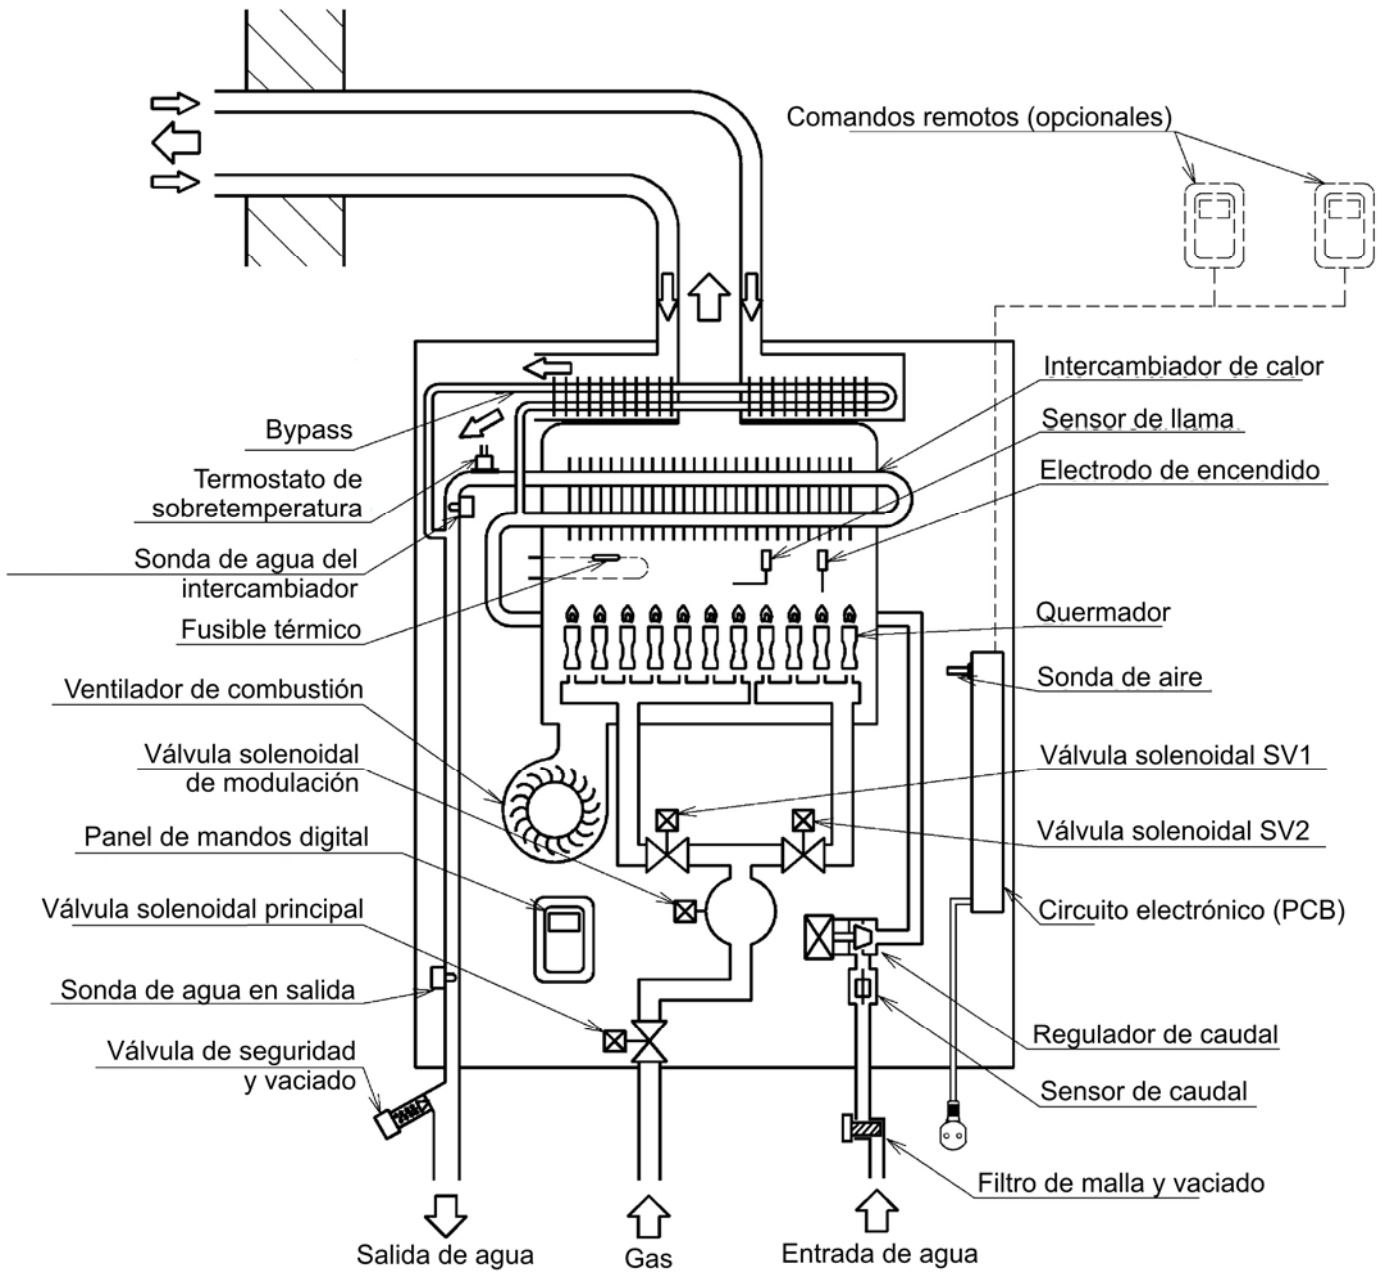 Comandos remotos (opcionales)
Intercambiador de calor
Sensor de llama
Electrodo de encendido
Bypass
Termostato de
sobretemperatura
Sonda de agua del
intercambiador
Fusible térmico
Quermador
Ventilador de combustión
Sonda de aire
Válvula solenoidal
de modulación
Válvula solenoidal SV1
Panel de mandos digital
Válvula solenoidal SV2
Válvula solenoidal principal
Circuito electrónico (PCB)
Sonda de agua en salida
Regulador de caudal
Válvula de seguridad
y vaciado
Sensor de caudal
Filtro de malla y vaciado
Salida de agua
Gas
Entrada de agua